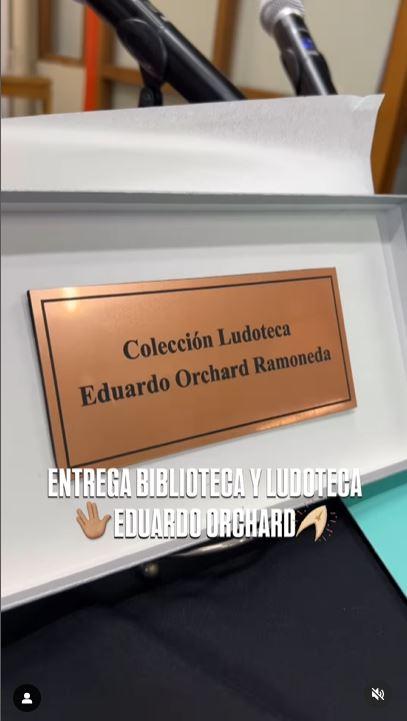 Colección Ludoteca
Eduardo Orchard Ramoneda
ENTREGA BIBLIOTECA Y LUDOTECA
🖖🏽EDUARDO ORCHARD